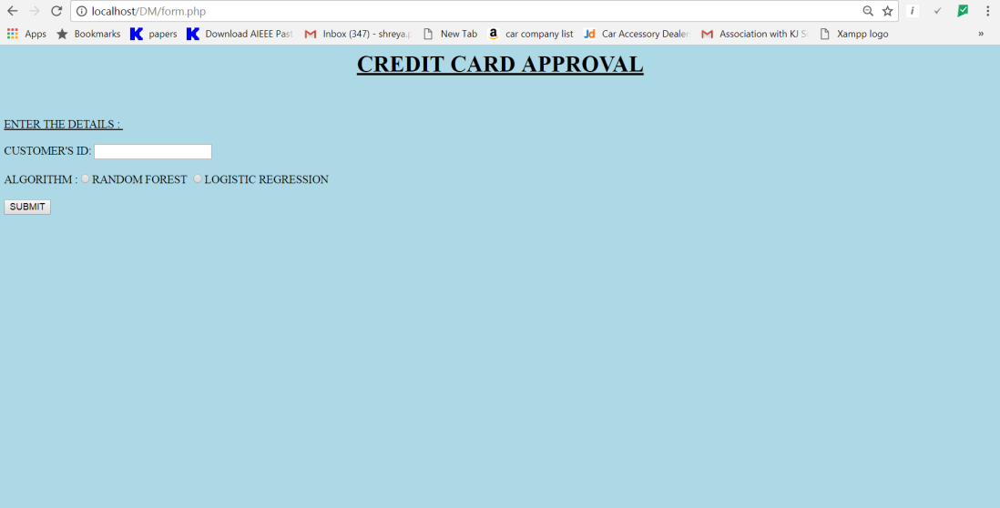 localhost/DM/form.php
Apps Bookmarks papers Download AIEEE Past New Tab car company list Car Accessory Dealer Association with KJ Xampp logo »
Inbox (347) - shreya.p
CREDIT CARD APPROVAL
ENTER THE DETAILS :
CUSTOMER'S ID:
ALGORITHM : RANDOM FOREST LOGISTIC REGRESSION
SUBMIT